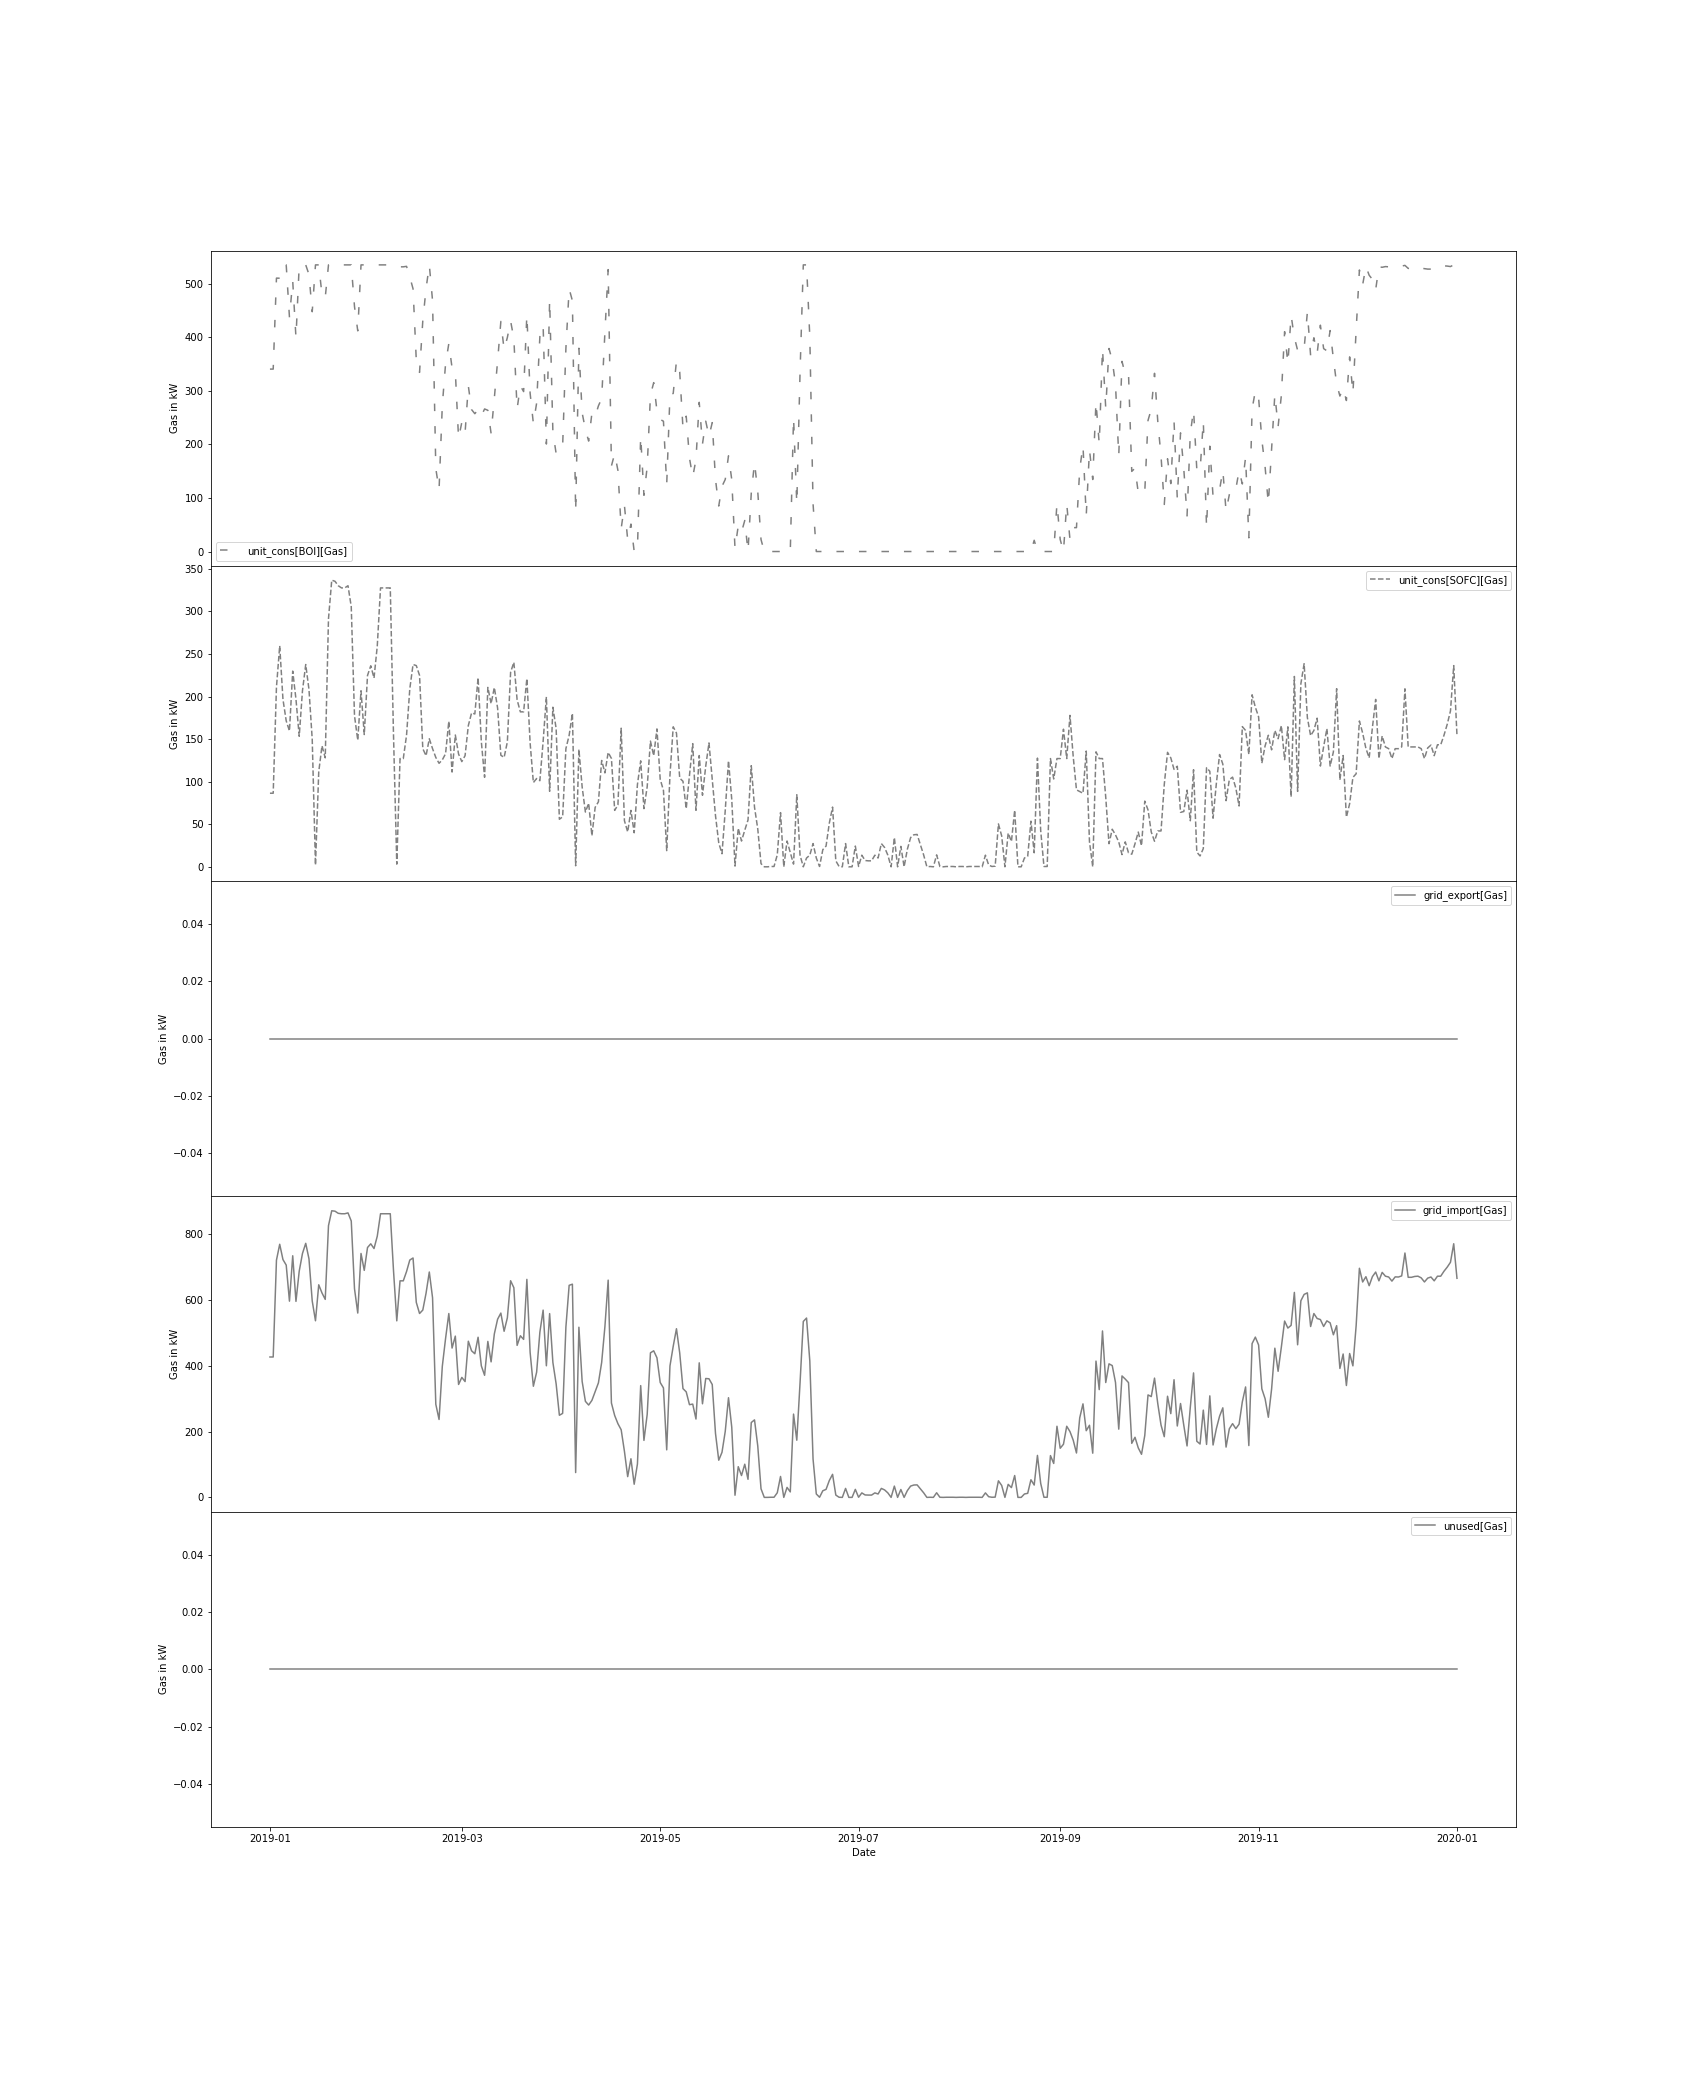 500
400
300
200
100
0
Gas in kW
unit_cons[BOI][Gas]
350
300
250
200
150
100
50
0
Gas in kW
unit_cons[SOFC][Gas]
0.04
0.02
0.00
−0.02
−0.04
Gas in kW
grid_export[Gas]
800
600
400
200
0
Gas in kW
grid_import[Gas]
0.04
0.02
0.00
−0.02
−0.04
Gas in kW
unused[Gas]
2019-01 2019-03 2019-05 2019-07 2019-09 2019-11 2020-01
Date